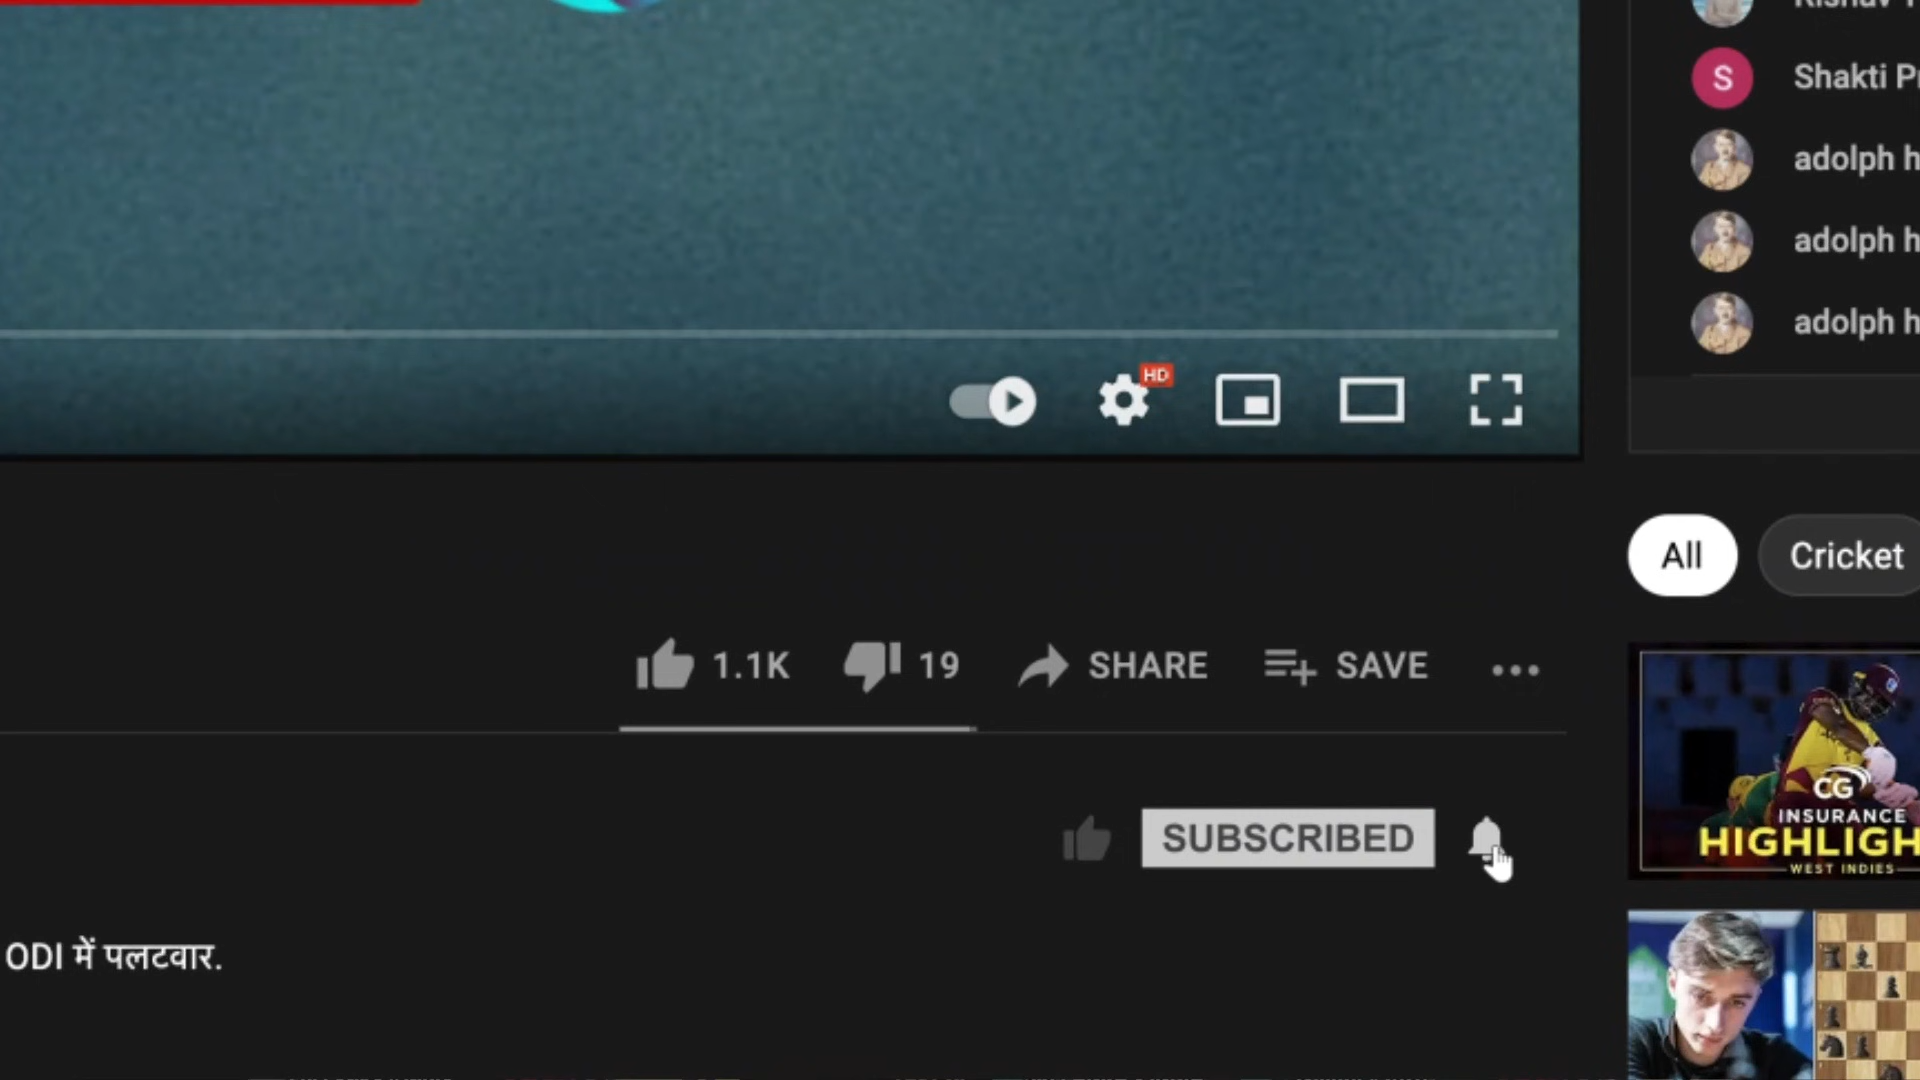 Shakti
adolph h
adolph h
adolph h
HD
All
Cricket
1.1K
19
SHARE
SAVE
CG
INSURANCE
HIGHLIGH
WEST INDIES
SUBSCRIBED
ODI में पलटवार.
S